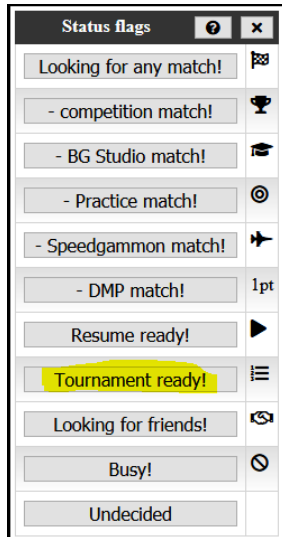 Status flags ? ×
Looking for any match!
- competition match!
- BG Studio match!
- Practice match!
- Speedgammon match!
- DMP match! 1pt
Resume ready!
Tournament ready!
Looking for friends!
Busy!
Undecided